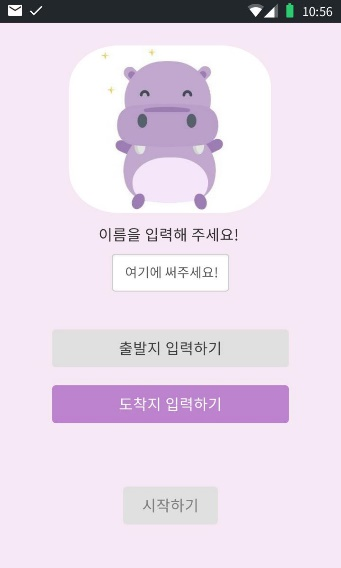 10:56
이름을 입력해 주세요!
여기에 써주세요!
출발지 입력하기
도착지 입력하기
시작하기